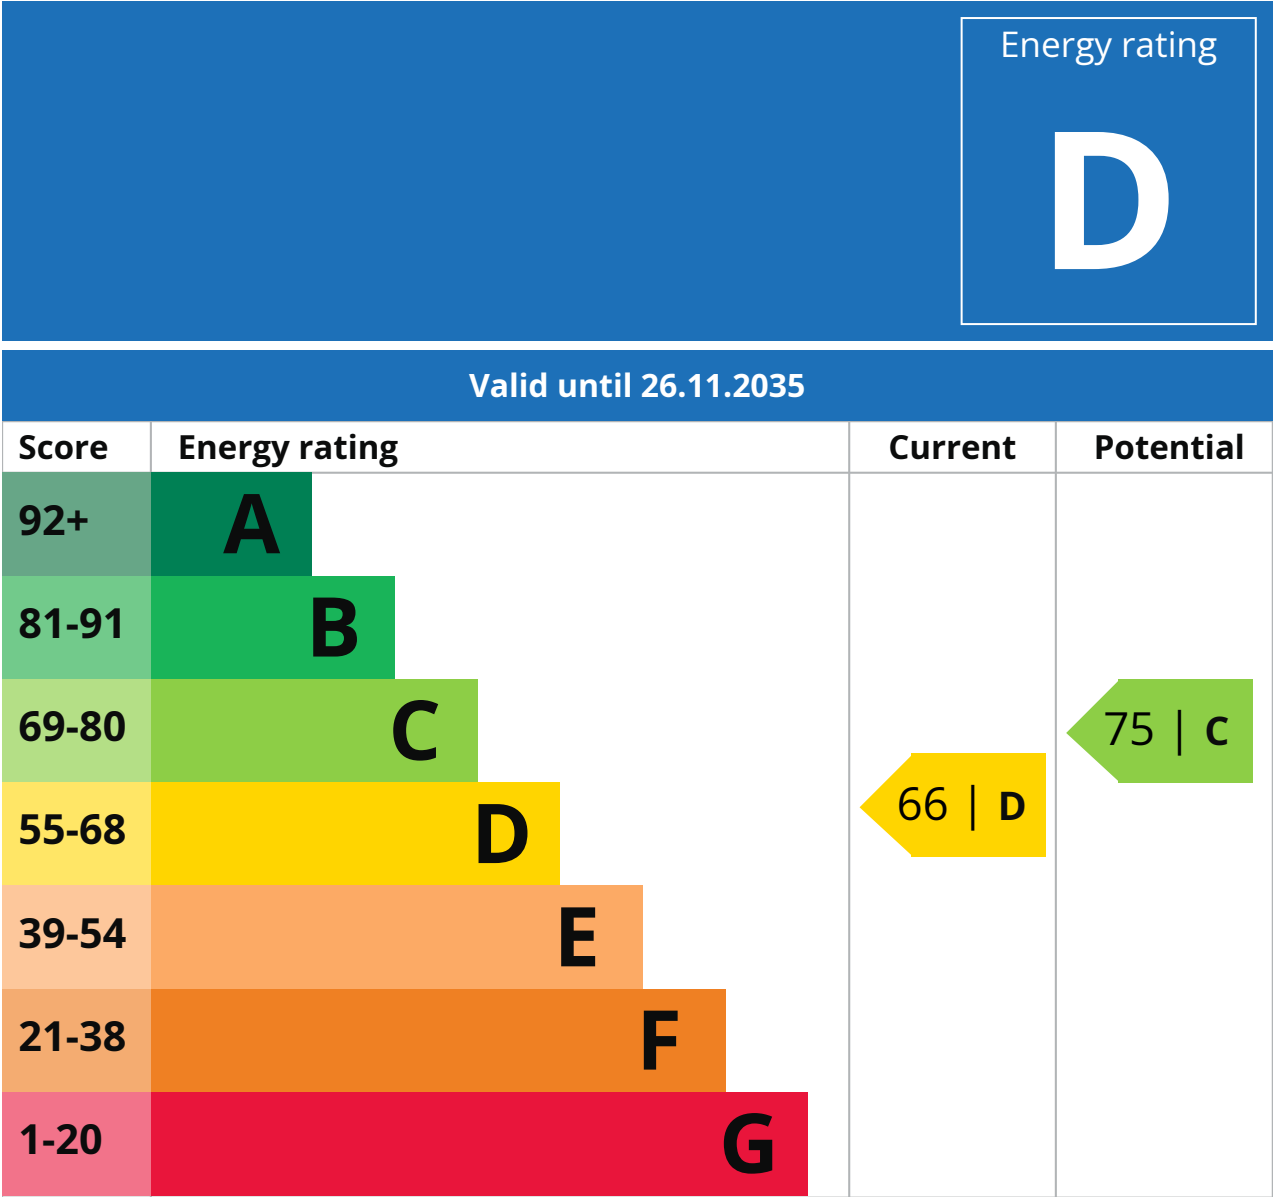 Energy rating
D
Valid until 26.11.2035
Score Energy rating Current Potential
92+ A
81-91 B
69-80 C 75 | C
55-68 D 66 | D
39-54 E
21-38 F
1-20 G